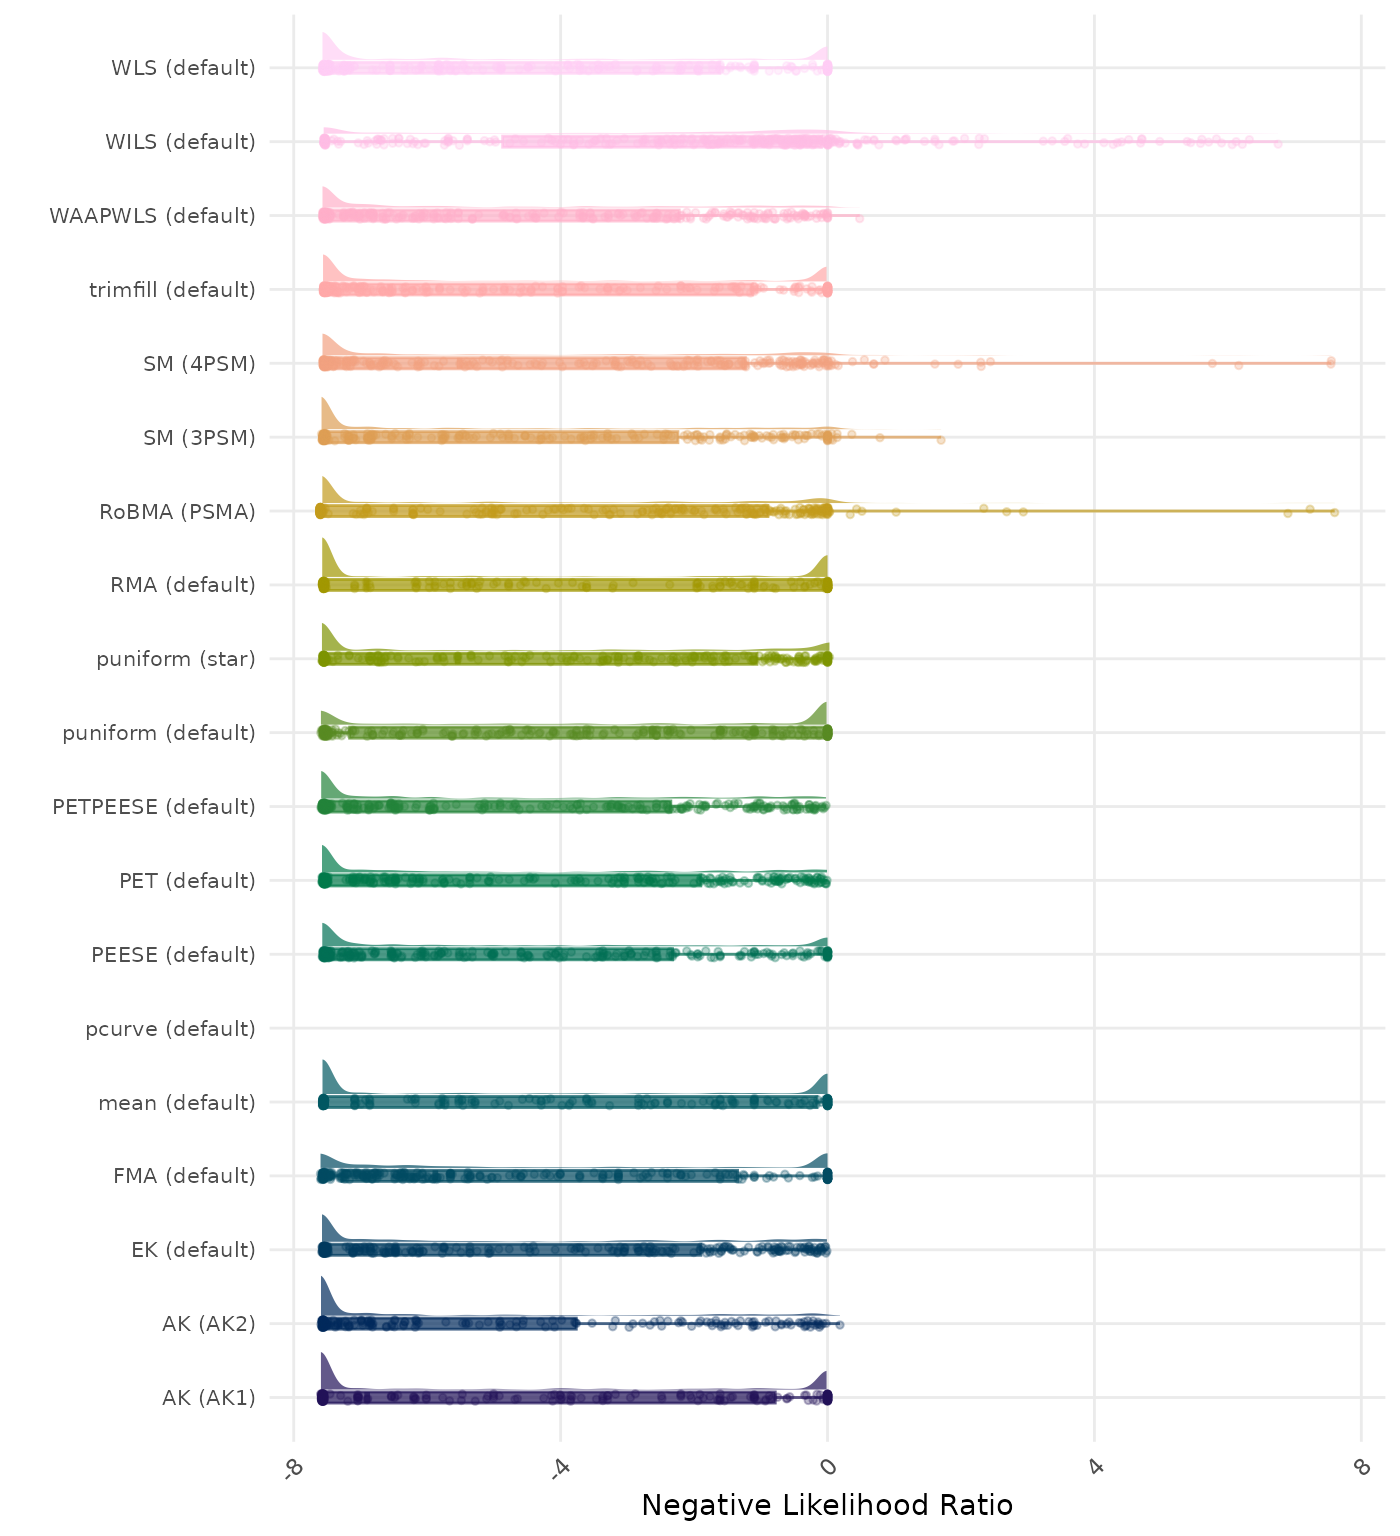 WLS (default)
WILS (default)
WAAPWLS (default)
trimfill (default)
SM (4PSM)
SM (3PSM)
RoBMA (PSMA)
RMA (default)
puniform (star)
puniform (default)
PETPEESE (default)
PET (default)
PEESE (default)
pcurve (default)
mean (default)
FMA (default)
EK (default)
AK (AK2)
AK (AK1)
-8 -4 0 4 8
Negative Likelihood Ratio